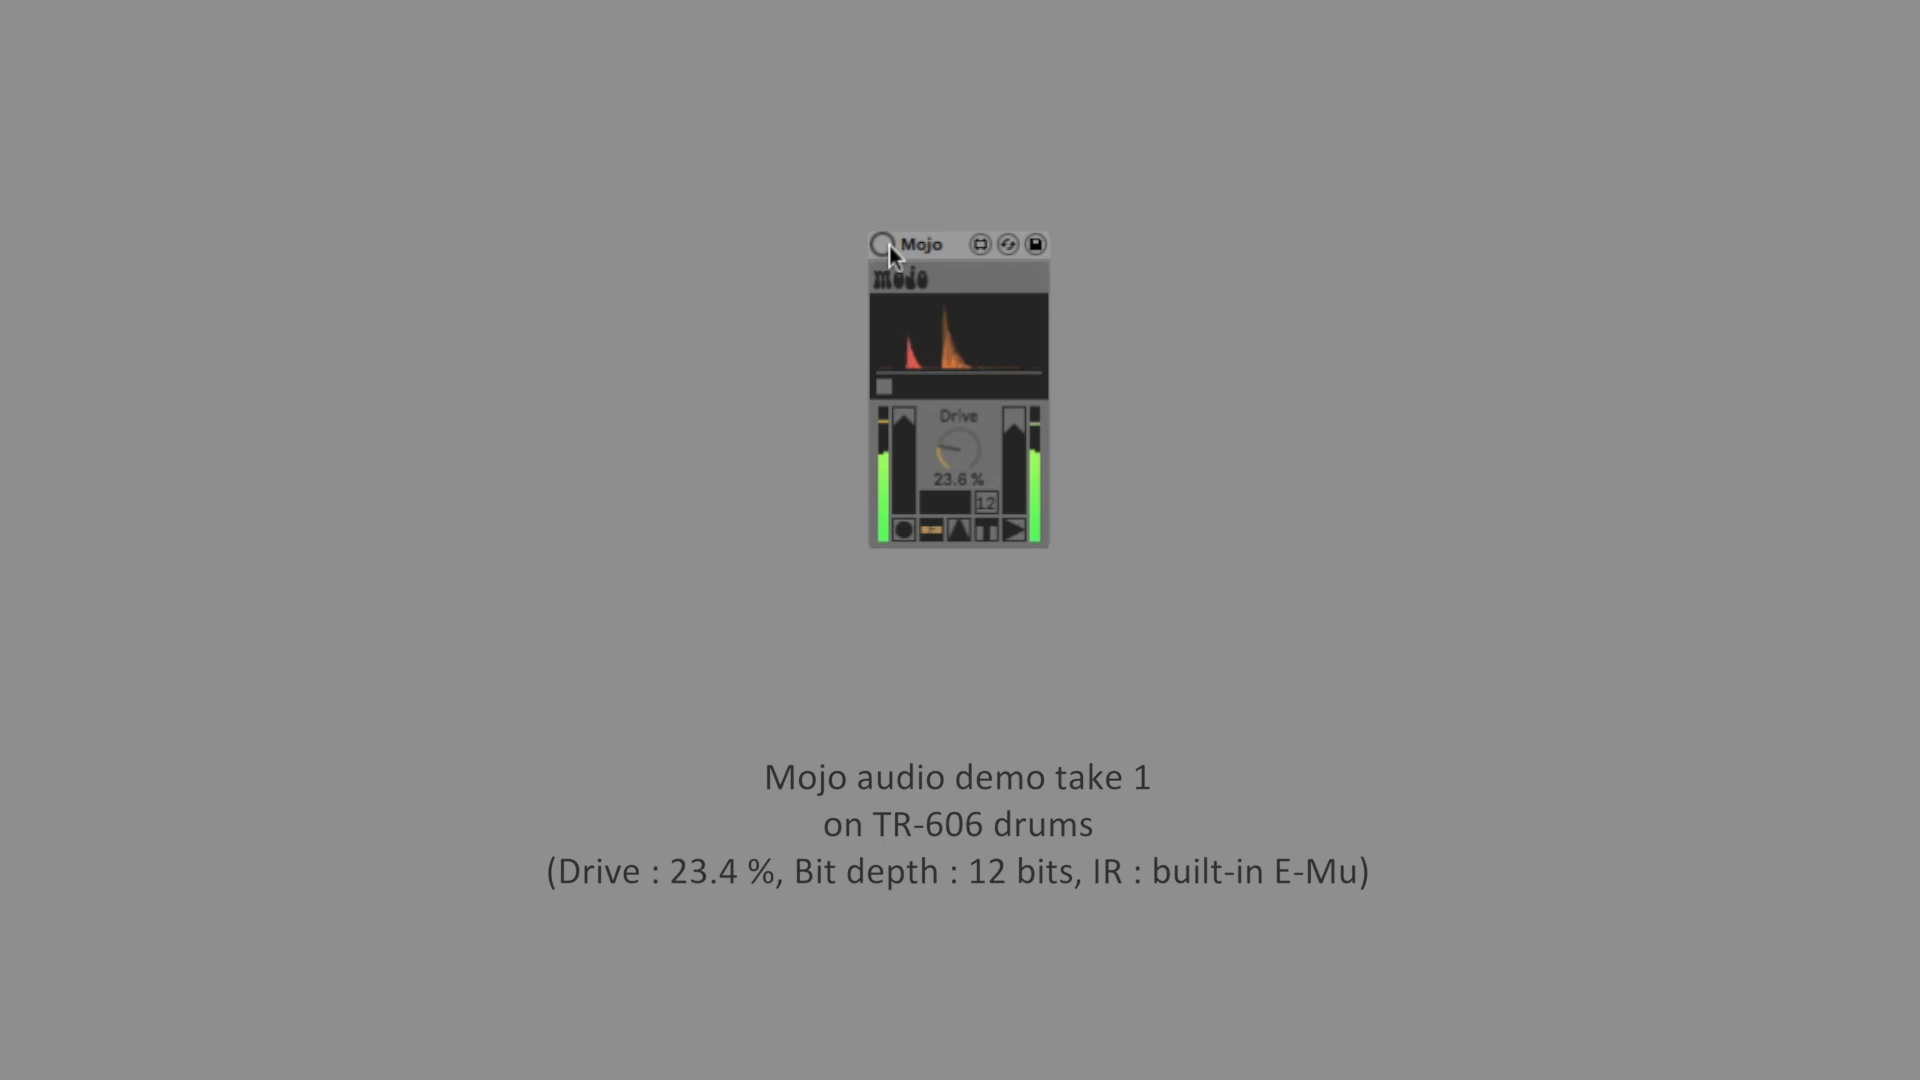 Mojo
mojo
Drive
23.6 %
12
Mojo audio demo take 1
on TR-606 drums
(Drive : 23.4 %, Bit depth : 12 bits, IR : built-in E-Mu)